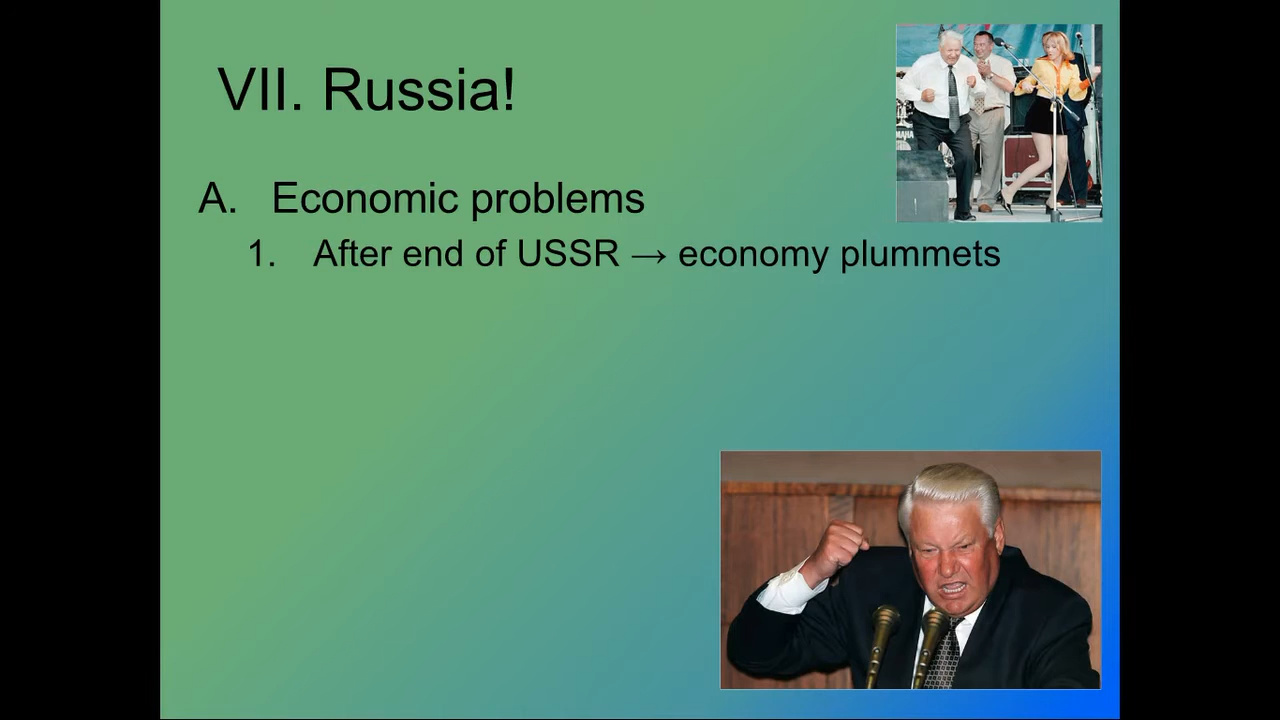 VII. Russia!
A. Economic problems
1. After end of USSR → economy plummets